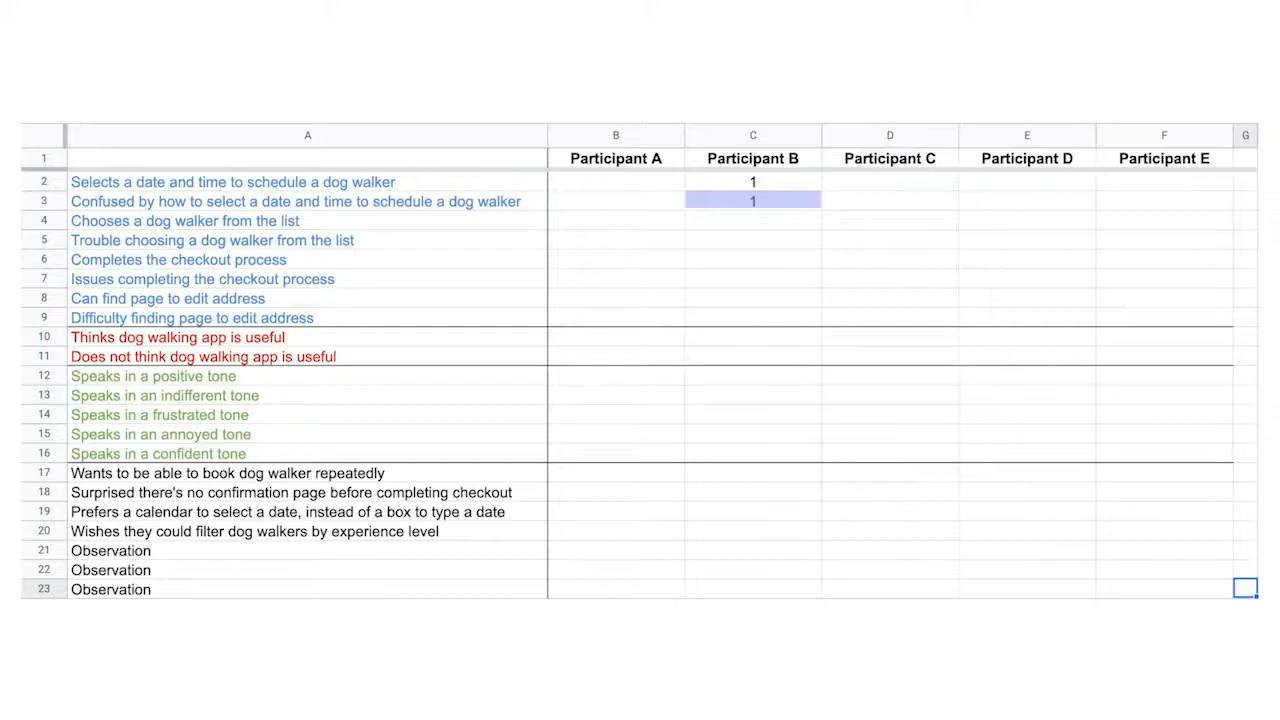 A B C D E F G
1 Participant A Participant B Participant C Participant D Participant E
2 Selects a date and time to schedule a dog walker 1
3 Confused by how to select a date and time to schedule a dog walker 1
4 Chooses a dog walker from the list
5 Trouble choosing a dog walker from the list
6 Completes the checkout process
7 Issues completing the checkout process
8 Can find page to edit address
9 Difficulty finding page to edit address
10 Thinks dog walking app is useful
11 Does not think dog walking app is useful
12 Speaks in a positive tone
13 Speaks in an indifferent tone
14 Speaks in a frustrated tone
15 Speaks in an annoyed tone
16 Speaks in a confident tone
17 Wants to be able to book dog walker repeatedly
18 Surprised there's no confirmation page before completing checkout
19 Prefers a calendar to select a date, instead of a box to type a date
20 Wishes they could filter dog walkers by experience level
21 Observation
22 Observation
23 Observation